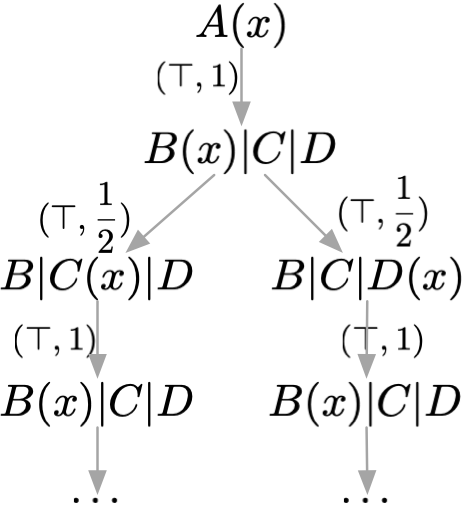 A(x)
(⊤, 1)
B(x)|C|D
(⊤, 1/2) (⊤, 1/2)
B|C(x)|D B|C|D(x)
(⊤, 1) (⊤, 1)
B(x)|C|D B(x)|C|D
... ...